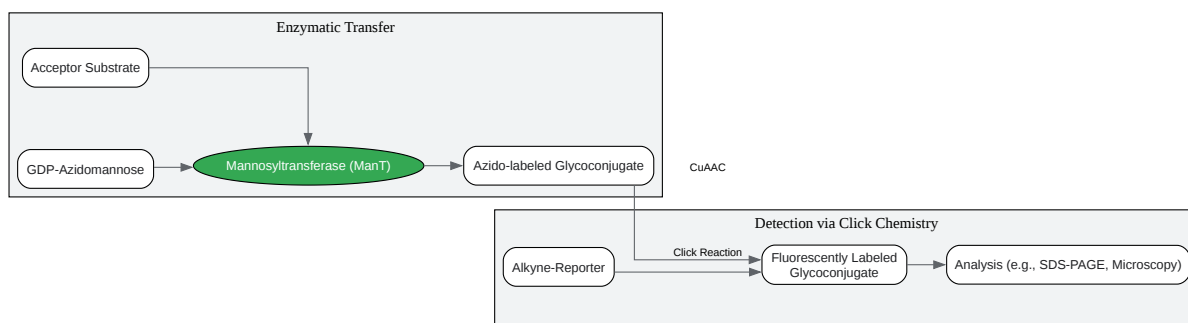 Enzymatic Transfer
Acceptor Substrate
GDP-Azidomannose
Mannosyltransferase (ManT)
Azido-labeled Glycoconjugate
CuAAC
Detection via Click Chemistry
Alkyne-Reporter
Click Reaction
Fluorescently Labeled
Glycoconjugate
Analysis (e.g., SDS-PAGE, Microscopy)